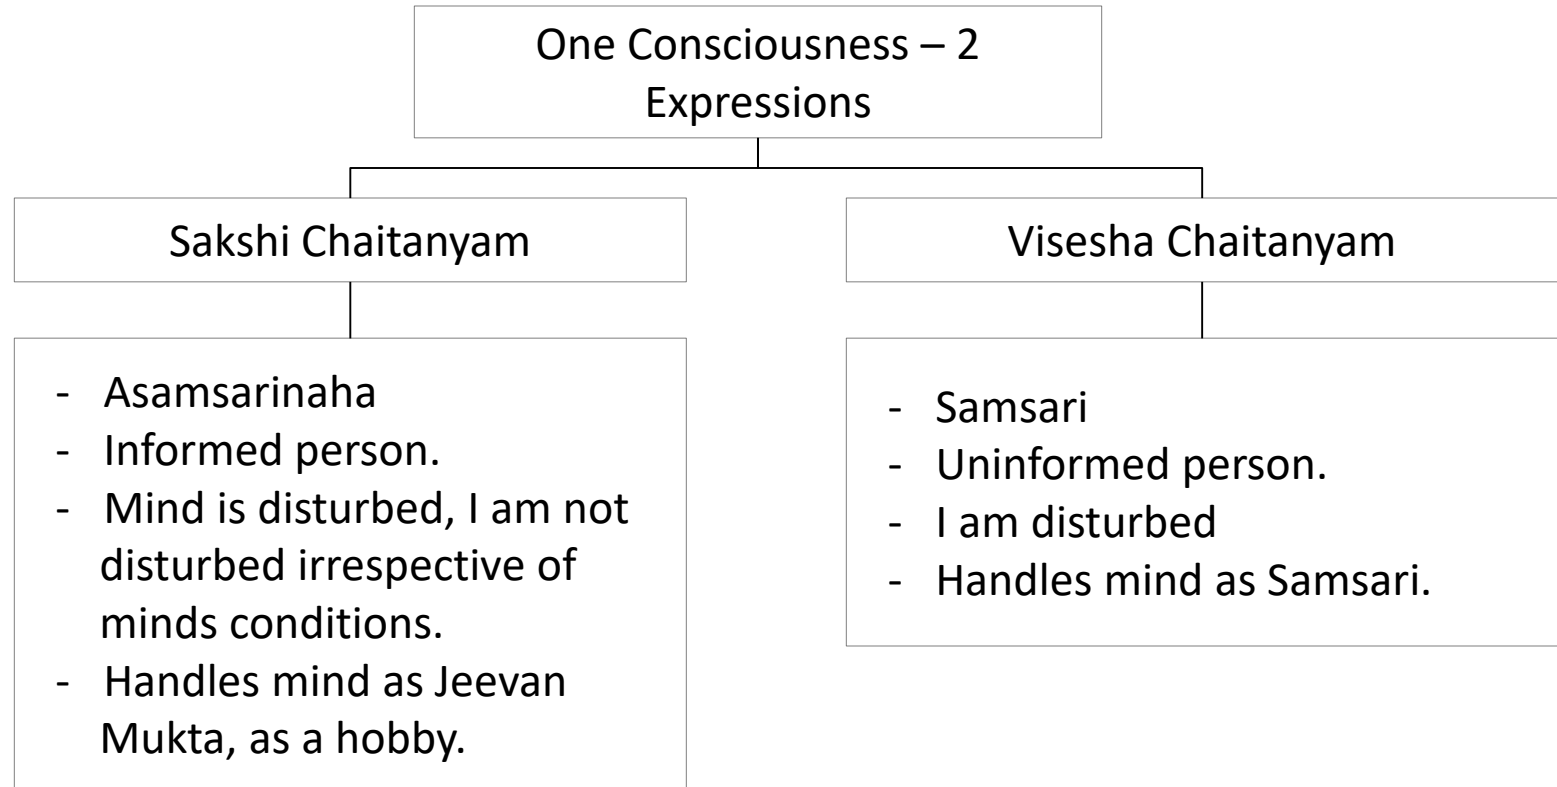 One Consciousness – 2
Expressions
Sakshi Chaitanyam
- Asamsarinaha
- Informed person.
- Mind is disturbed, I am not
disturbed irrespective of
minds conditions.
- Handles mind as Jeevan
Mukta, as a hobby.
Visesha Chaitanyam
- Samsari
- Uninformed person.
- I am disturbed
- Handles mind as Samsari.